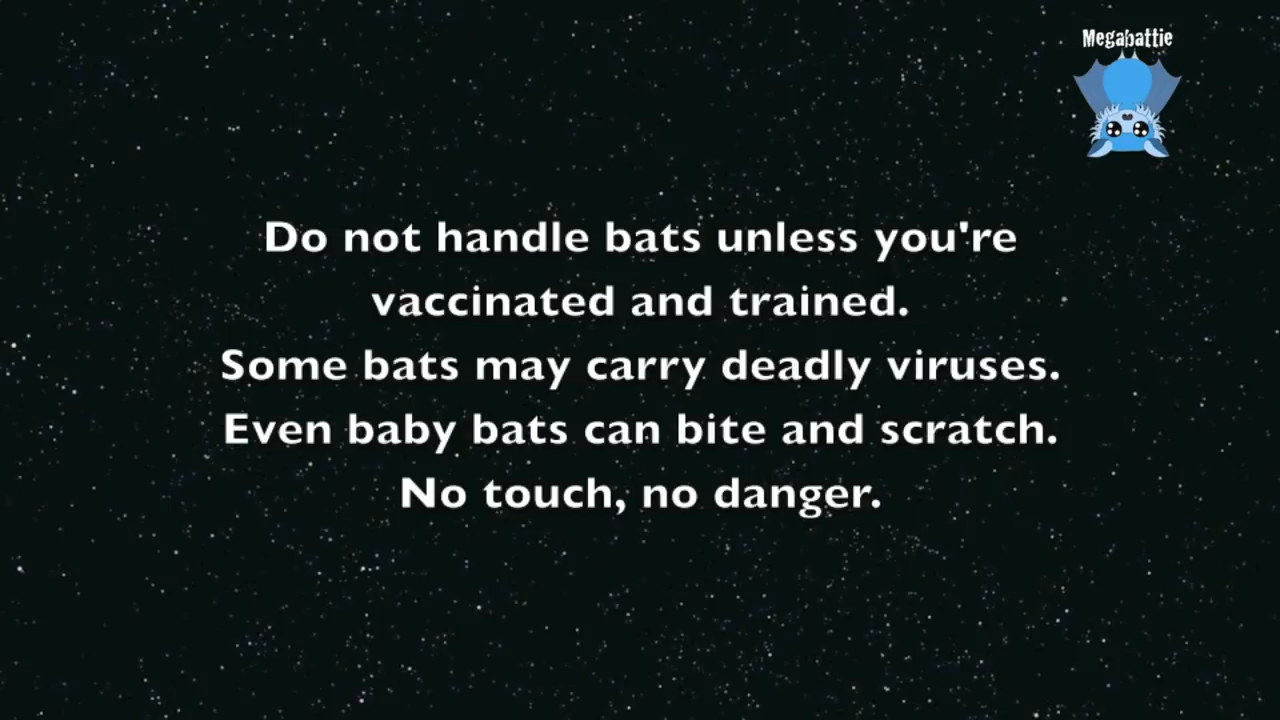 Megabattie
Do not handle bats unless you're
vaccinated and trained.
Some bats may carry deadly viruses.
Even baby bats can bite and scratch.
No touch, no danger.